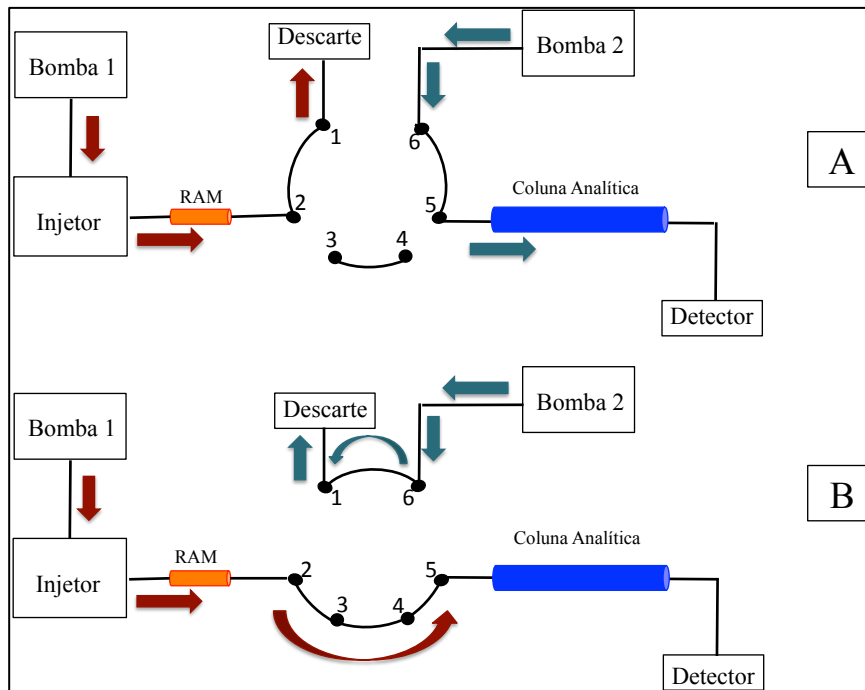 Descarte
Bomba 1
Bomba 2
1
6
A
RAM
Coluna Analítica
Injetor
2
5
3
4
Detector
Bomba 1
Descarte
Bomba 2
1
6
B
RAM
Coluna Analítica
Injetor
2
5
3
4
Detector